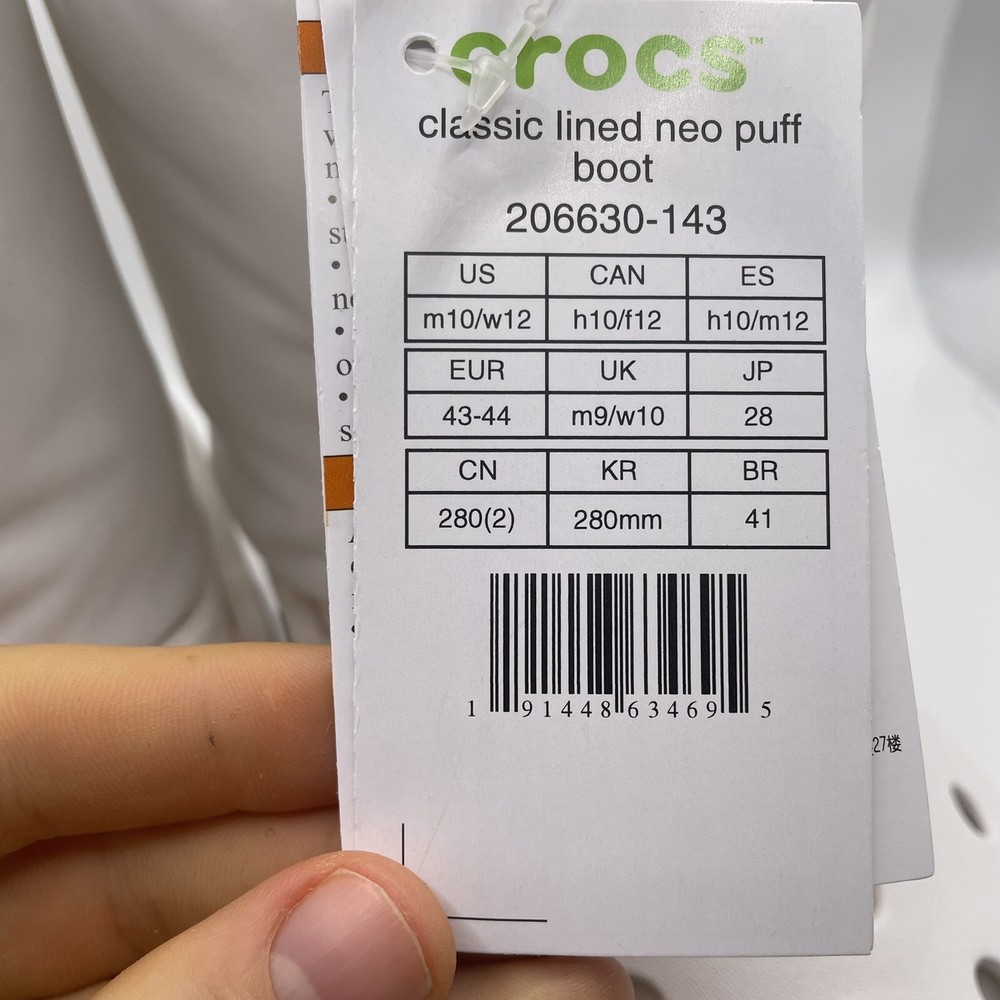 crocs™
classic lined neo puff
boot
206630-143
US CAN ES
m10/w12 h10/f12 h10/m12
EUR UK JP
43-44 m9/w10 28
CN KR BR
280(2) 280mm 41
1 91448 63469 5
27楼